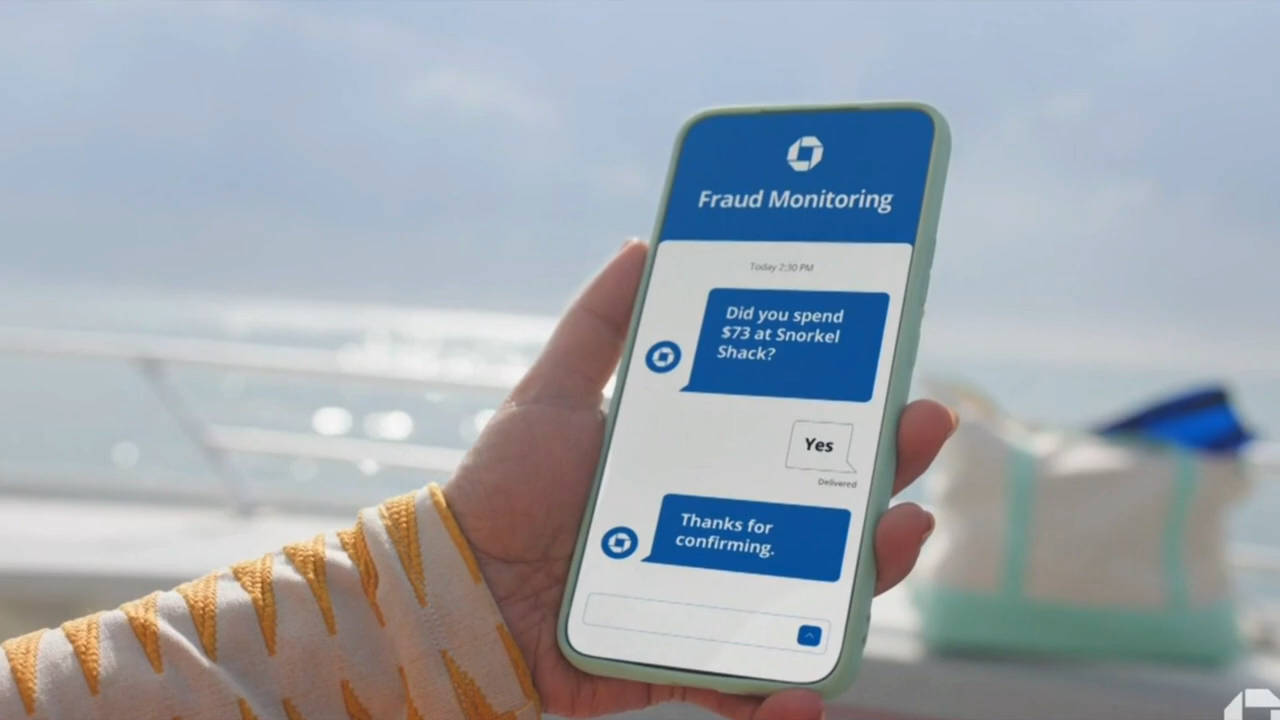 Fraud Monitoring
Today 2:30 PM
Did you spend
$73 at Snorkel
Shack?
Yes
Delivered
Thanks for
confirming.